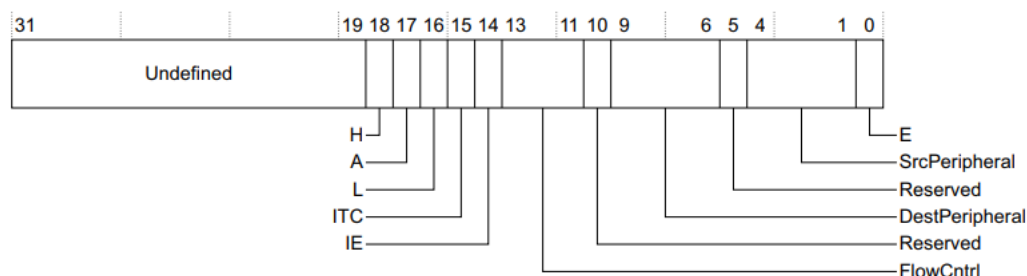 31 19 18 17 16 15 14 13 11 10 9 6 5 4 1 0
Undefined
H E
A SrcPeripheral
L Reserved
ITC DestPeripheral
IE Reserved
FlowCntrl